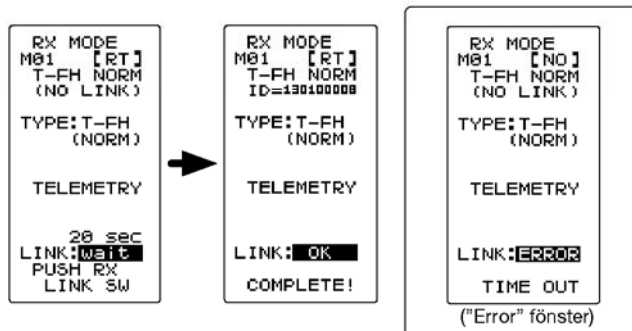 RX MODE
M01 [RT]
T-FH NORM
(NO LINK)
TYPE:T-FH
(NORM)
TELEMETRY
20 sec
LINK:wait
PUSH RX
LINK SW
RX MODE
M01 [RT]
T-FH NORM
ID=130100008
TYPE:T-FH
(NORM)
TELEMETRY
LINK: OK
COMPLETE!
RX MODE
M01 [NO]
T-FH NORM
(NO LINK)
TYPE:T-FH
(NORM)
TELEMETRY
LINK:ERROR
TIME OUT
("Error" fönster)